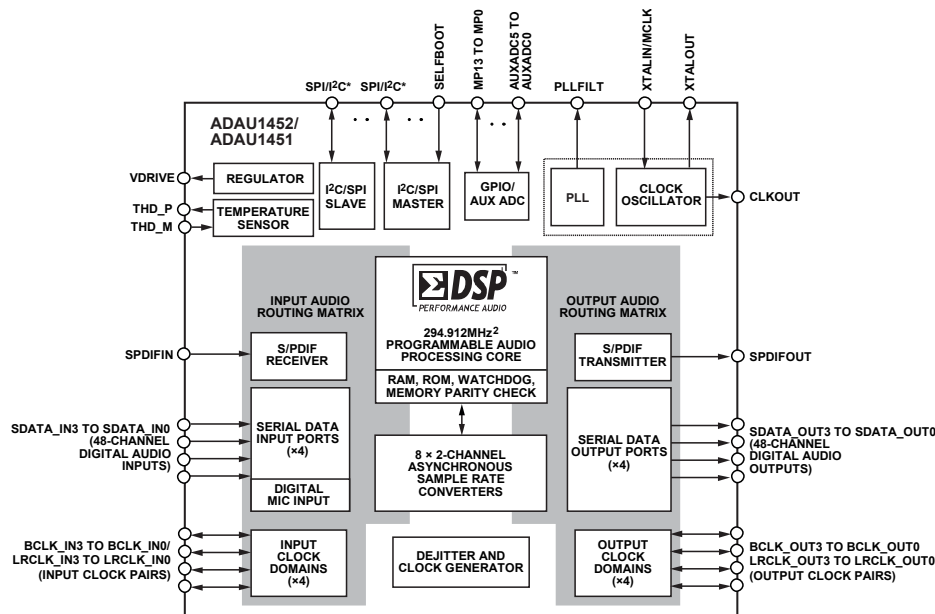 SPI/I²C*
SPI/I²C*
SELFBOOT
MP13 TO MP0
AUXADC5 TO
AUXADC0
PLLFILT
XTALIN/MCLK
XTALOUT
ADAU1452/
ADAU1451
VDRIVE
REGULATOR
THD_P
THD_M
TEMPERATURE
SENSOR
I²C/SPI
SLAVE
I²C/SPI
MASTER
GPIO/
AUX ADC
PLL
CLOCK
OSCILLATOR
CLKOUT
INPUT AUDIO
ROUTING MATRIX
ΣDSP™
PERFORMANCE AUDIO
294.912MHz²
PROGRAMMABLE AUDIO
PROCESSING CORE
RAM, ROM, WATCHDOG,
MEMORY PARITY CHECK
OUTPUT AUDIO
ROUTING MATRIX
SPDIFIN
S/PDIF
RECEIVER
S/PDIF
TRANSMITTER
SPDIFOUT
SDATA_IN3 TO SDATA_IN0
(48-CHANNEL
DIGITAL AUDIO
INPUTS)
SERIAL DATA
INPUT PORTS
(×4)
DIGITAL
MIC INPUT
8 × 2-CHANNEL
ASYNCHRONOUS
SAMPLE RATE
CONVERTERS
SERIAL DATA
OUTPUT PORTS
(×4)
SDATA_OUT3 TO SDATA_OUT0
(48-CHANNEL
DIGITAL AUDIO
OUTPUTS)
BCLK_IN3 TO BCLK_IN0/
LRCLK_IN3 TO LRCLK_IN0
(INPUT CLOCK PAIRS)
INPUT
CLOCK
DOMAINS
(×4)
DEJITTER AND
CLOCK GENERATOR
OUTPUT
CLOCK
DOMAINS
(×4)
BCLK_OUT3 TO BCLK_OUT0
LRCLK_OUT3 TO LRCLK_OUT0
(OUTPUT CLOCK PAIRS)